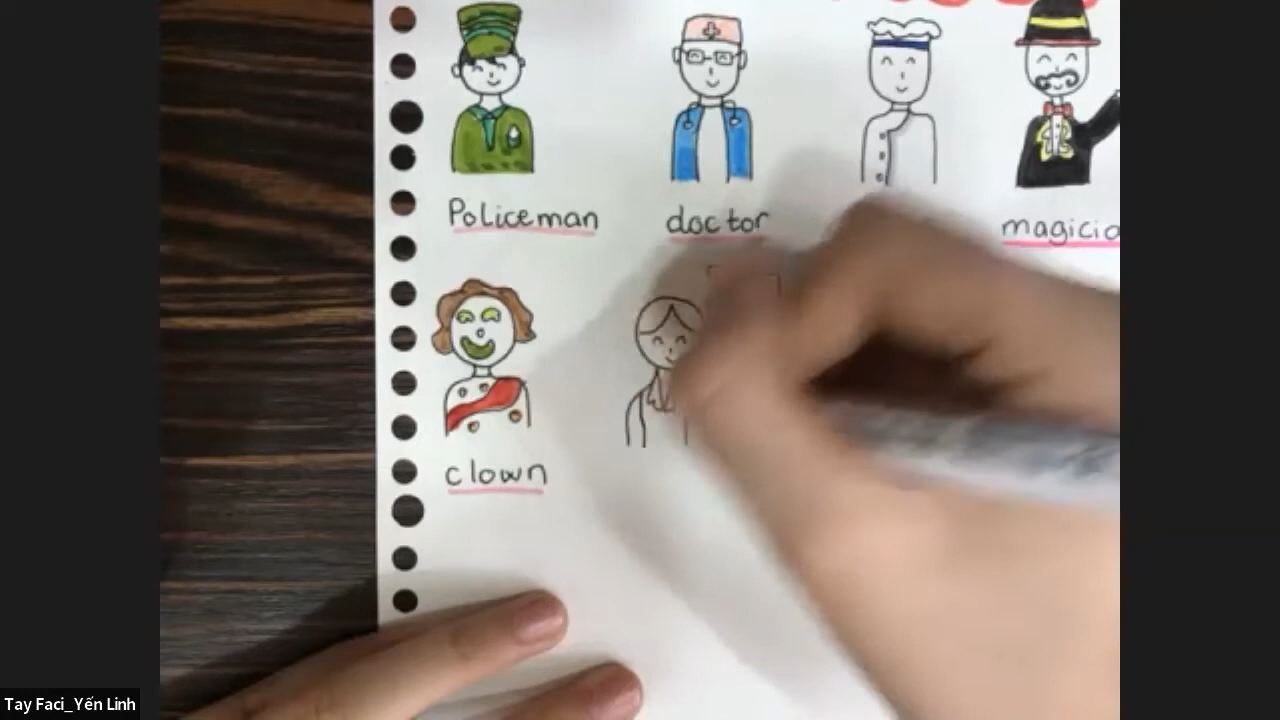 Policeman
doctor
magicia
clown
Tay Faci_Yến Linh